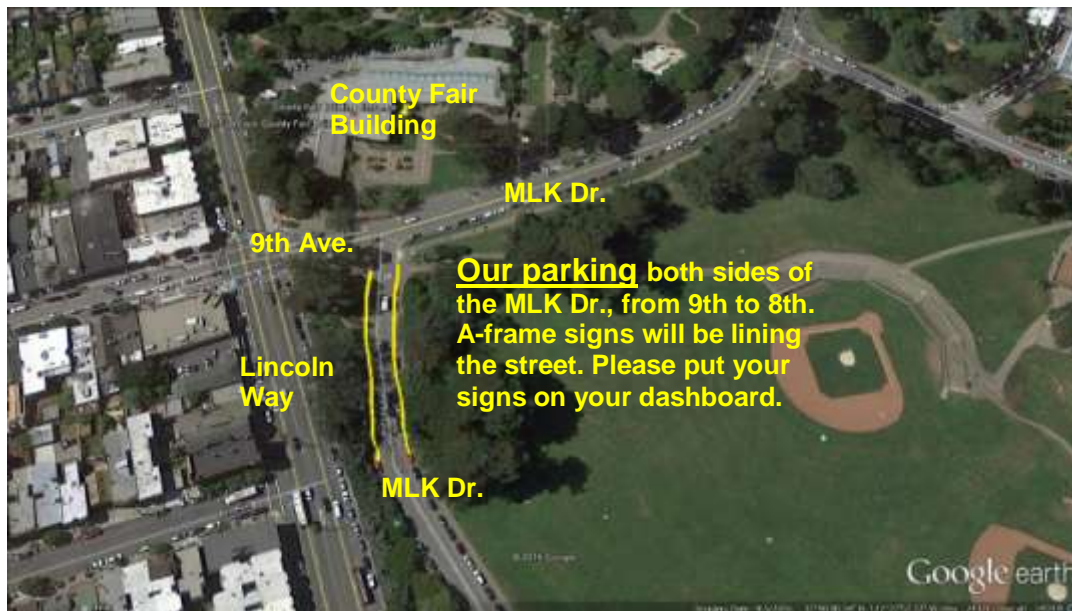 County Fair
Building
MLK Dr.
9th Ave.
Our parking both sides of
the MLK Dr., from 9th to 8th.
A-frame signs will be lining
the street. Please put your
signs on your dashboard.
Lincoln
Way
MLK Dr.
Google earth